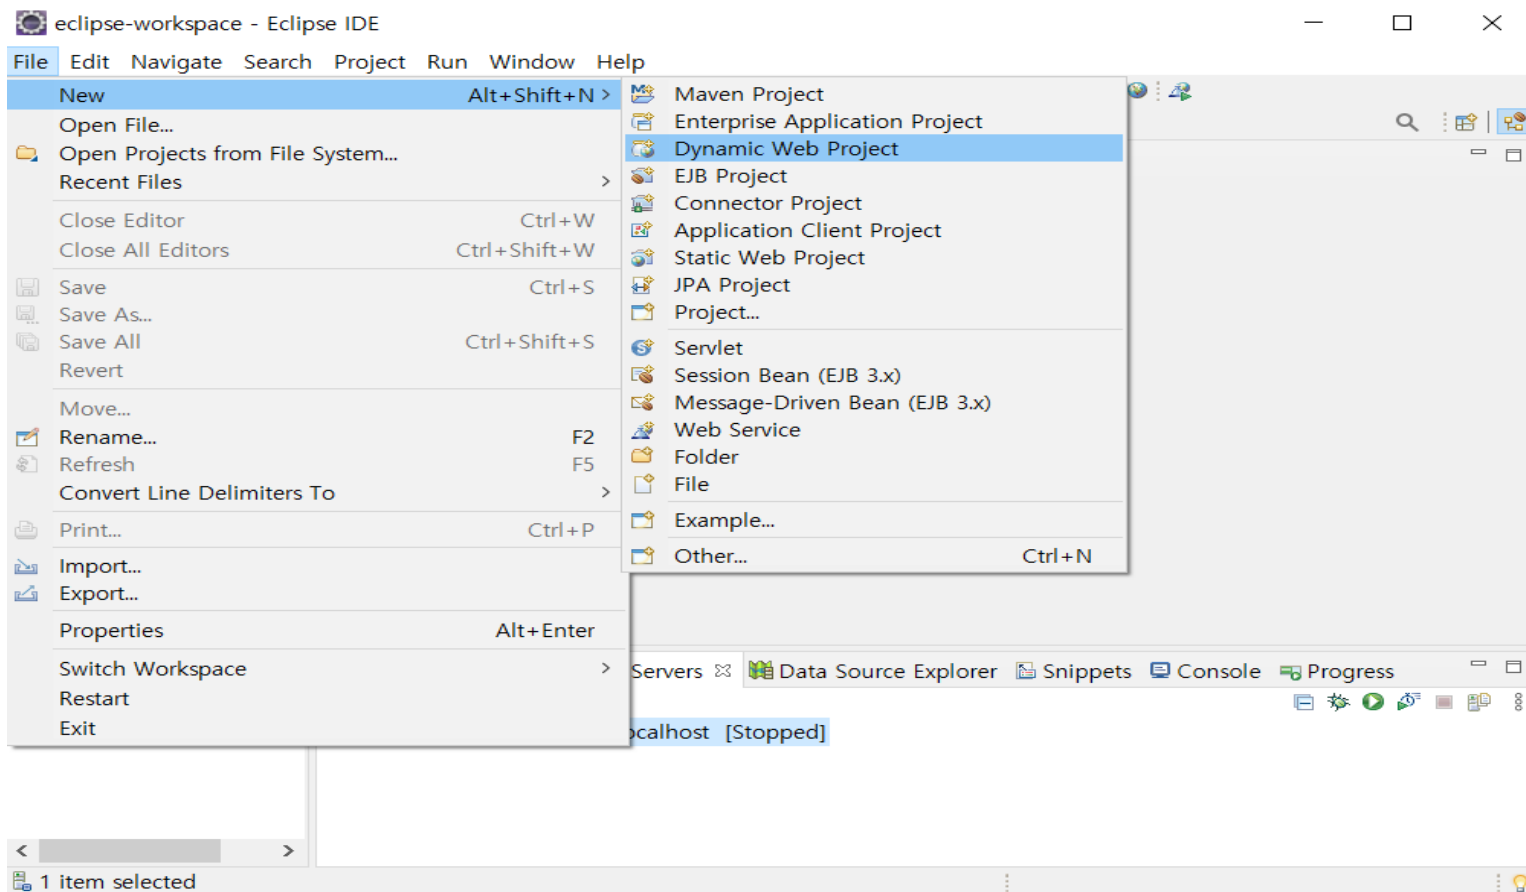 eclipse-workspace - Eclipse IDE
File Edit Navigate Search Project Run Window Help
New Alt+Shift+N >
Open File...
Open Projects from File System...
Recent Files >
Close Editor Ctrl+W
Close All Editors Ctrl+Shift+W
Save Ctrl+S
Save As...
Save All Ctrl+Shift+S
Revert
Move...
Rename... F2
Refresh F5
Convert Line Delimiters To >
Print... Ctrl+P
Import...
Export...
Properties Alt+Enter
Switch Workspace >
Restart
Exit
Maven Project
Enterprise Application Project
Dynamic Web Project
EJB Project
Connector Project
Application Client Project
Static Web Project
JPA Project
Project...
Servlet
Session Bean (EJB 3.x)
Message-Driven Bean (EJB 3.x)
Web Service
Folder
File
Example...
Other... Ctrl+N
Servers Data Source Explorer Snippets Console Progress
ocalhost [Stopped]
1 item selected